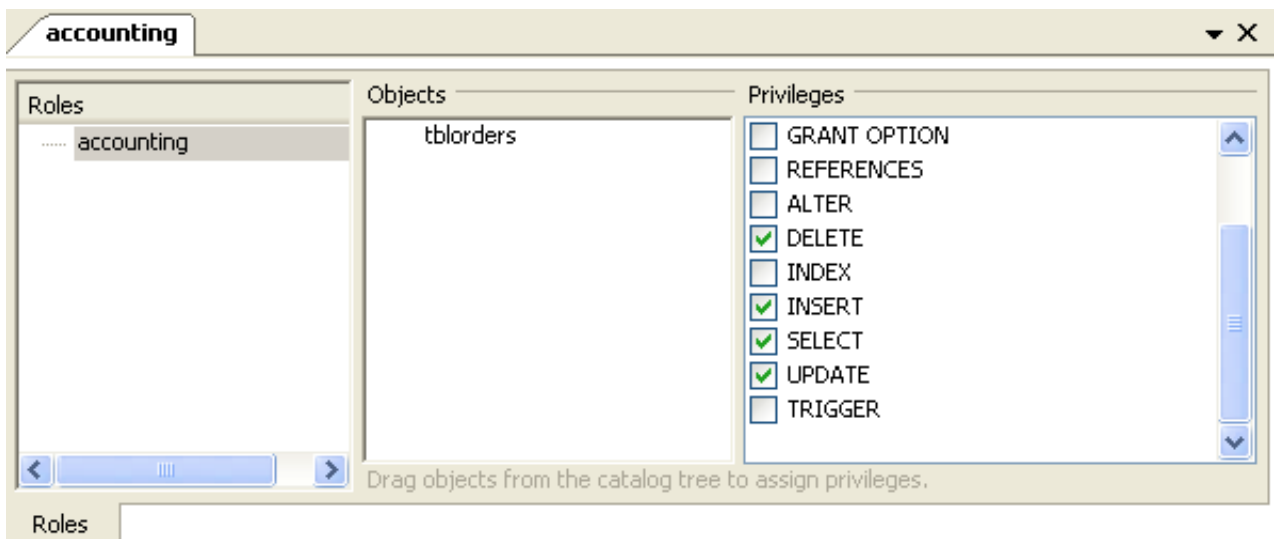 accounting
Roles
accounting
Objects
tblorders
Privileges
GRANT OPTION
REFERENCES
ALTER
DELETE
INDEX
INSERT
SELECT
UPDATE
TRIGGER
Drag objects from the catalog tree to assign privileges.
Roles